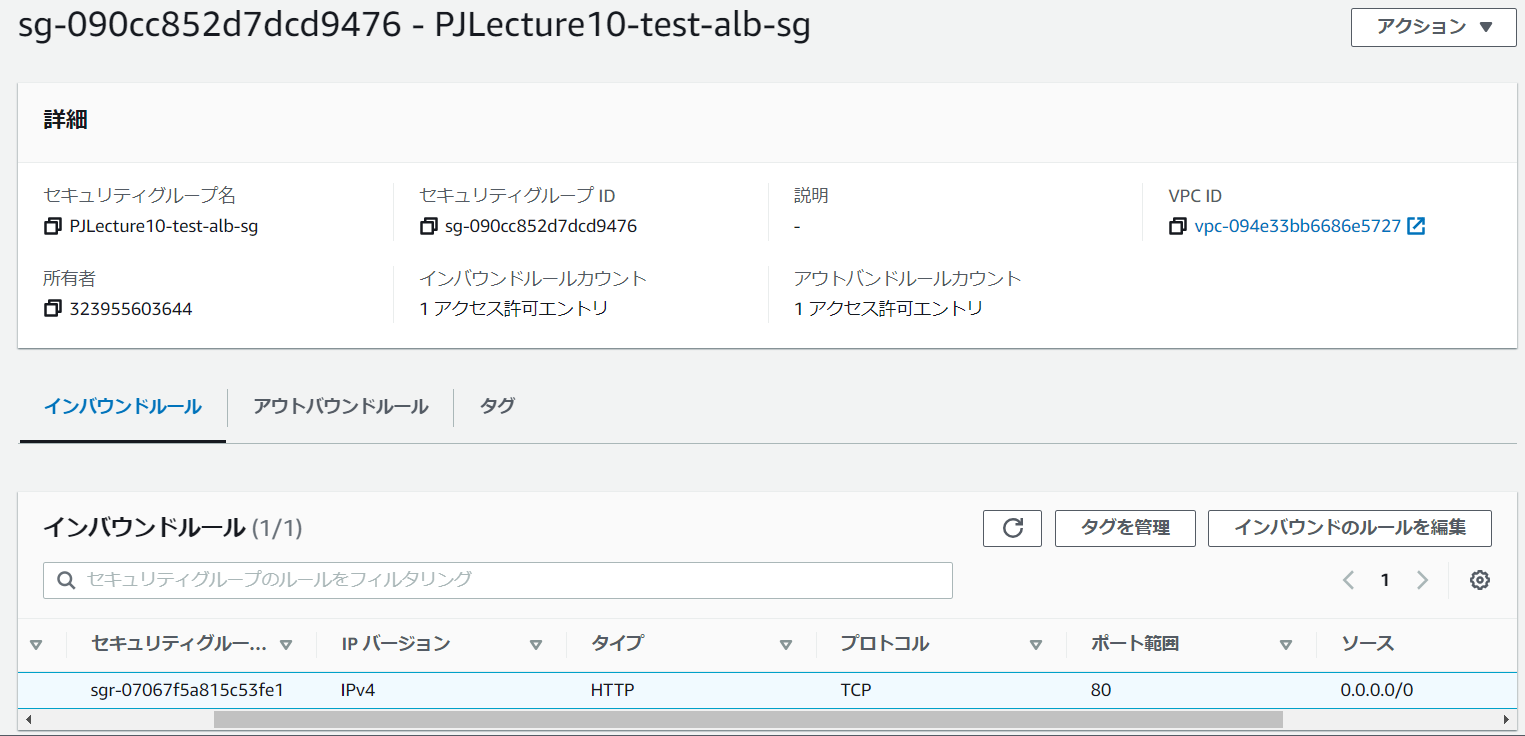 sg-090cc852d7dcd9476 - PJLecture10-test-alb-sg
アクション
詳細
セキュリティグループ名
PJLecture10-test-alb-sg
セキュリティグループ ID
sg-090cc852d7dcd9476
説明
-
VPC ID
vpc-094e33bb6686e5727
所有者
323955603644
インバウンドルールカウント
1 アクセス許可エントリ
アウトバンドルールカウント
1 アクセス許可エントリ
インバウンドルール
アウトバウンドルール
タグ
インバウンドルール (1/1)
タグを管理
インバウンドのルールを編集
セキュリティグループのルールをフィルタリング
1
セキュリティグルー... IP バージョン タイプ プロトコル ポート範囲 ソース
sgr-07067f5a815c53fe1 IPv4 HTTP TCP 80 0.0.0.0/0